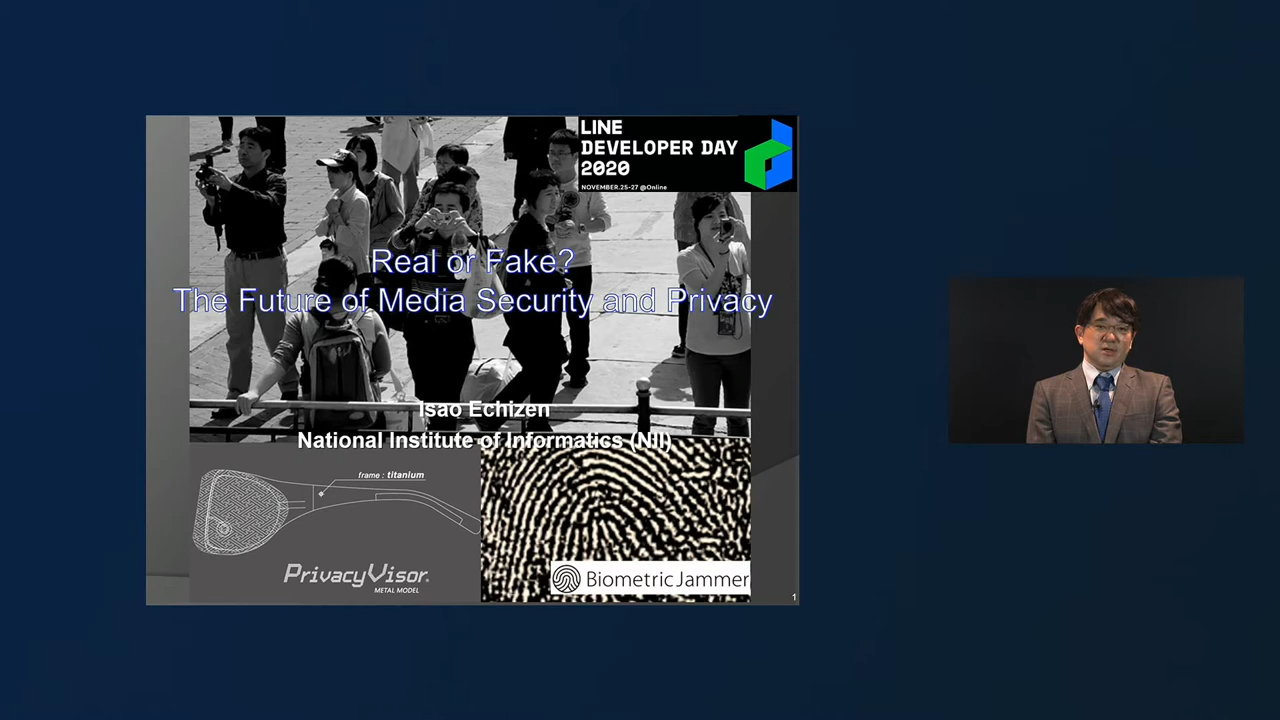 LINE
DEVELOPER DAY
2020
NOVEMBER.25-27 @Online
Real or Fake?
The Future of Media Security and Privacy
Isao Echizen
National Institute of Informatics (NII)
frame : titanium
PrivacyVisor®
METAL MODEL
Biometric Jammer
1